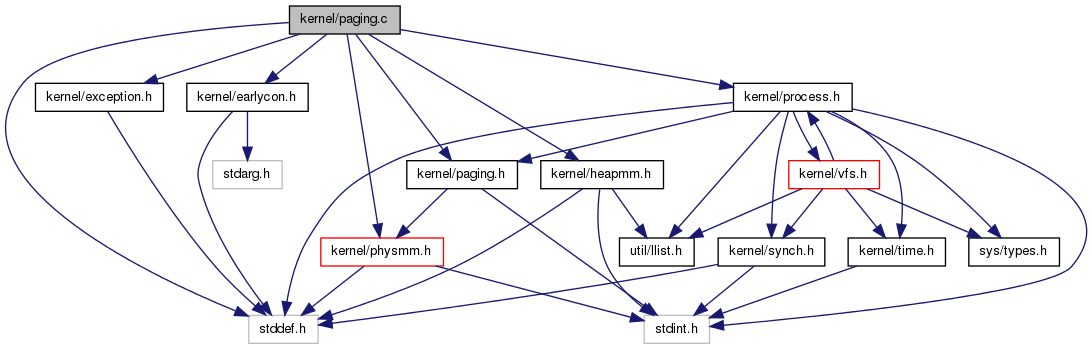 kernel/paging.c
kernel/exception.h
kernel/earlycon.h
kernel/process.h
stdarg.h
kernel/paging.h
kernel/heapmm.h
kernel/vfs.h
kernel/physmm.h
util/llist.h
kernel/synch.h
kernel/time.h
sys/types.h
stddef.h
stdint.h